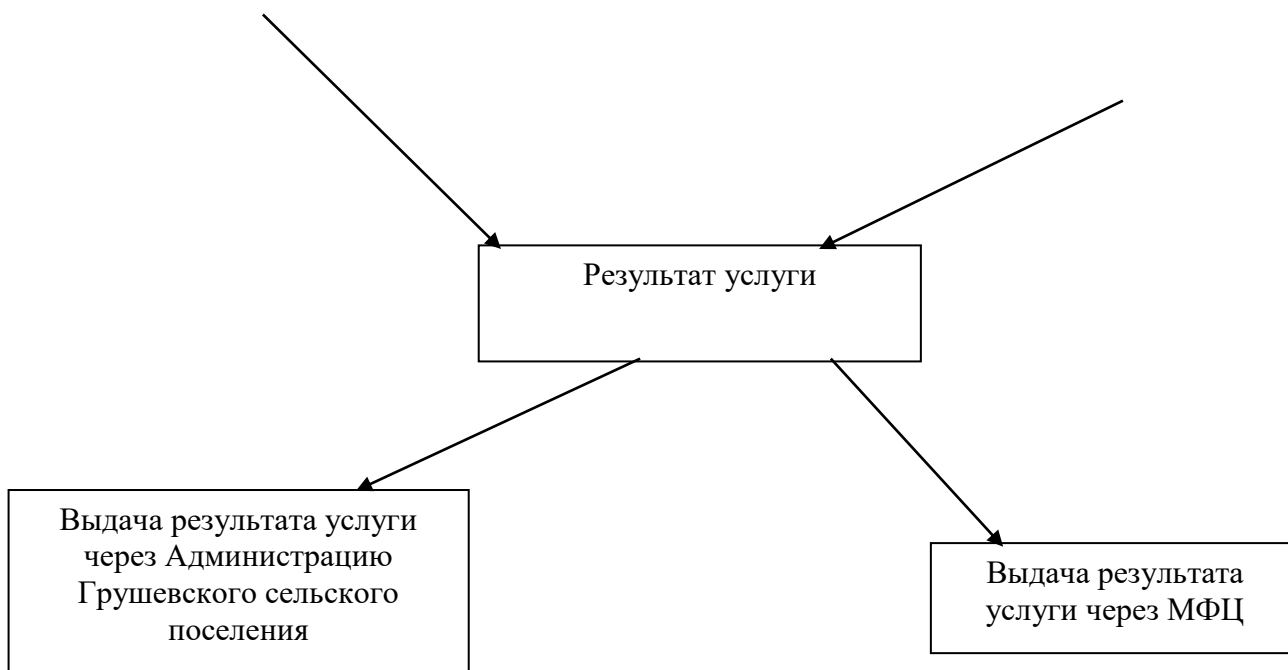 Результат услуги
Выдача результата услуги
через Администрацию
Грушевского сельского
поселения
Выдача результата
услуги через МФЦ